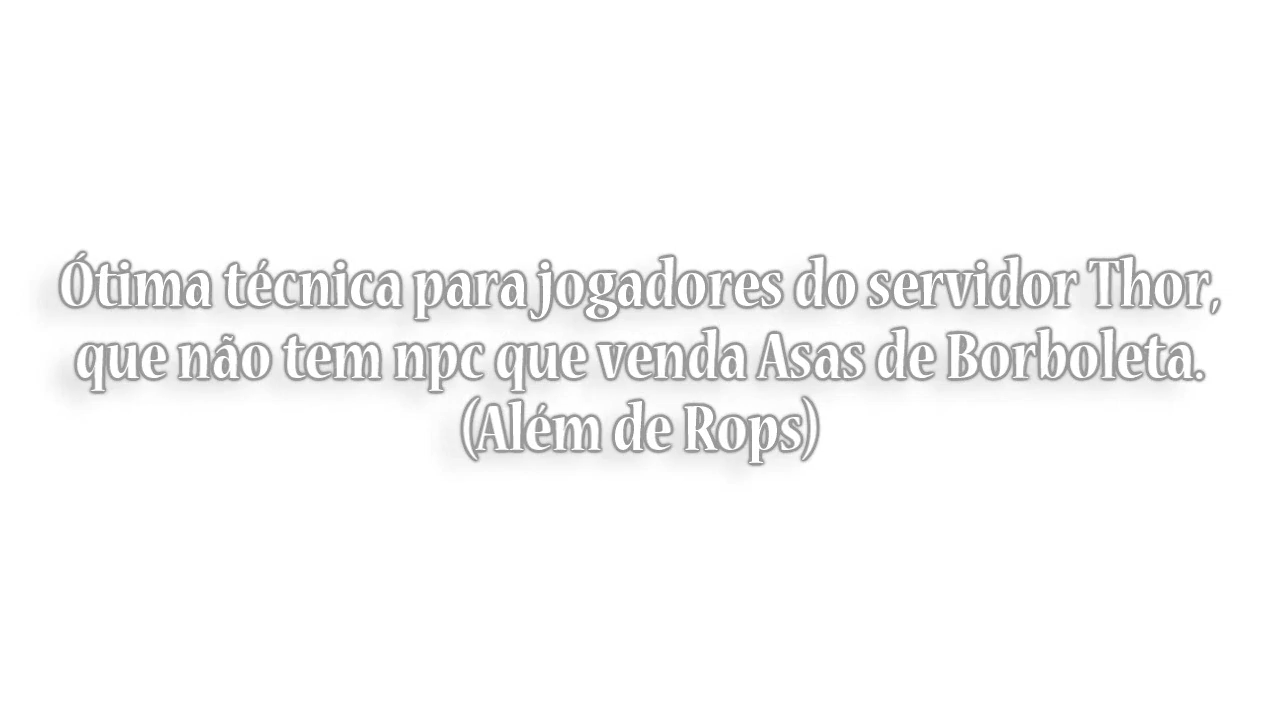 Ótima técnica para jogadores do servidor Thor,
que não tem npc que venda Asas de Borboleta.
(Além de Rops)